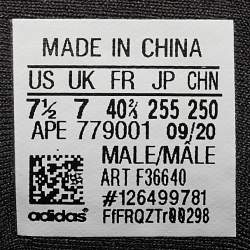 MADE IN CHINA
US UK FR JP CHN
7½ 7 40⅔ 255 250
APE 779001 09/20
MALE/MÂLE
ART F36640
#126499781
adidas FfFRQZTr00298